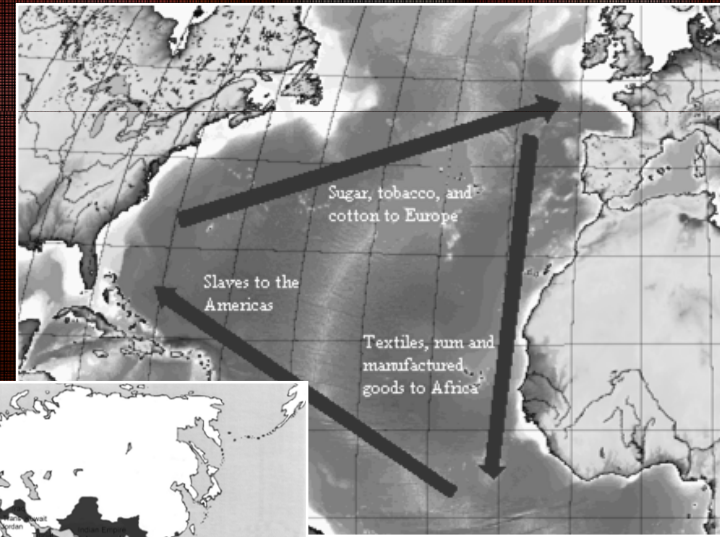 Sugar, tobacco, and
cotton to Europe
Slaves to the
Americas
Textiles, rum and
manufactured
goods to Africa